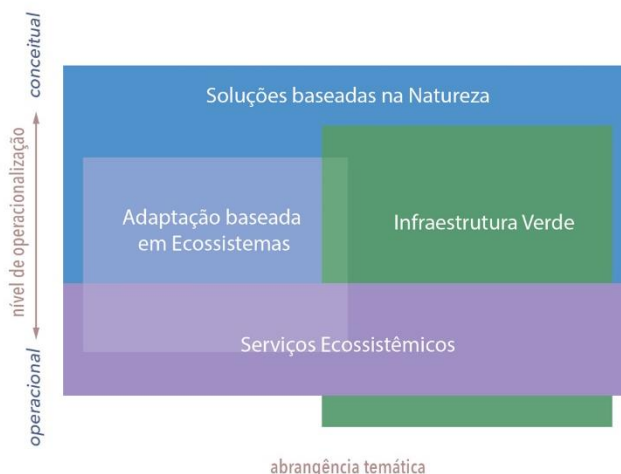 conceitual
nível de operacionalização
operacional
Soluções baseadas na Natureza
Adaptação baseada
em Ecossistemas
Infraestrutura Verde
Serviços Ecossistêmicos
abrangência temática